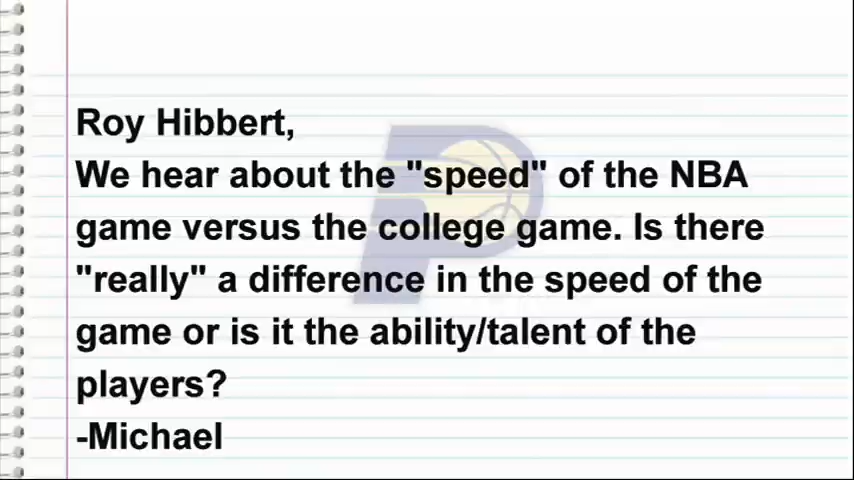 Roy Hibbert,
We hear about the "speed" of the NBA
game versus the college game. Is there
"really" a difference in the speed of the
game or is it the ability/talent of the
players?
-Michael